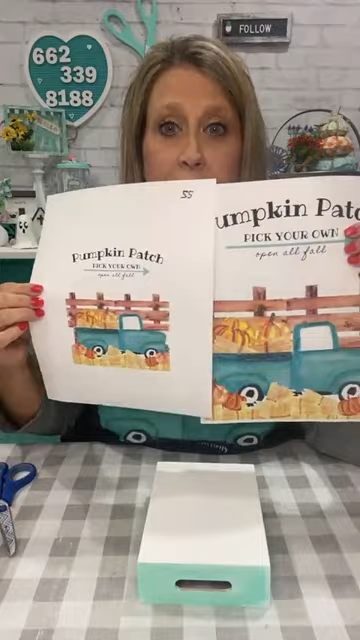 662
339
8188
FOLLOW
55
Pumpkin Patch
PICK YOUR OWN
open all fall
umpkin Patc
PICK YOUR OWN
open all fall